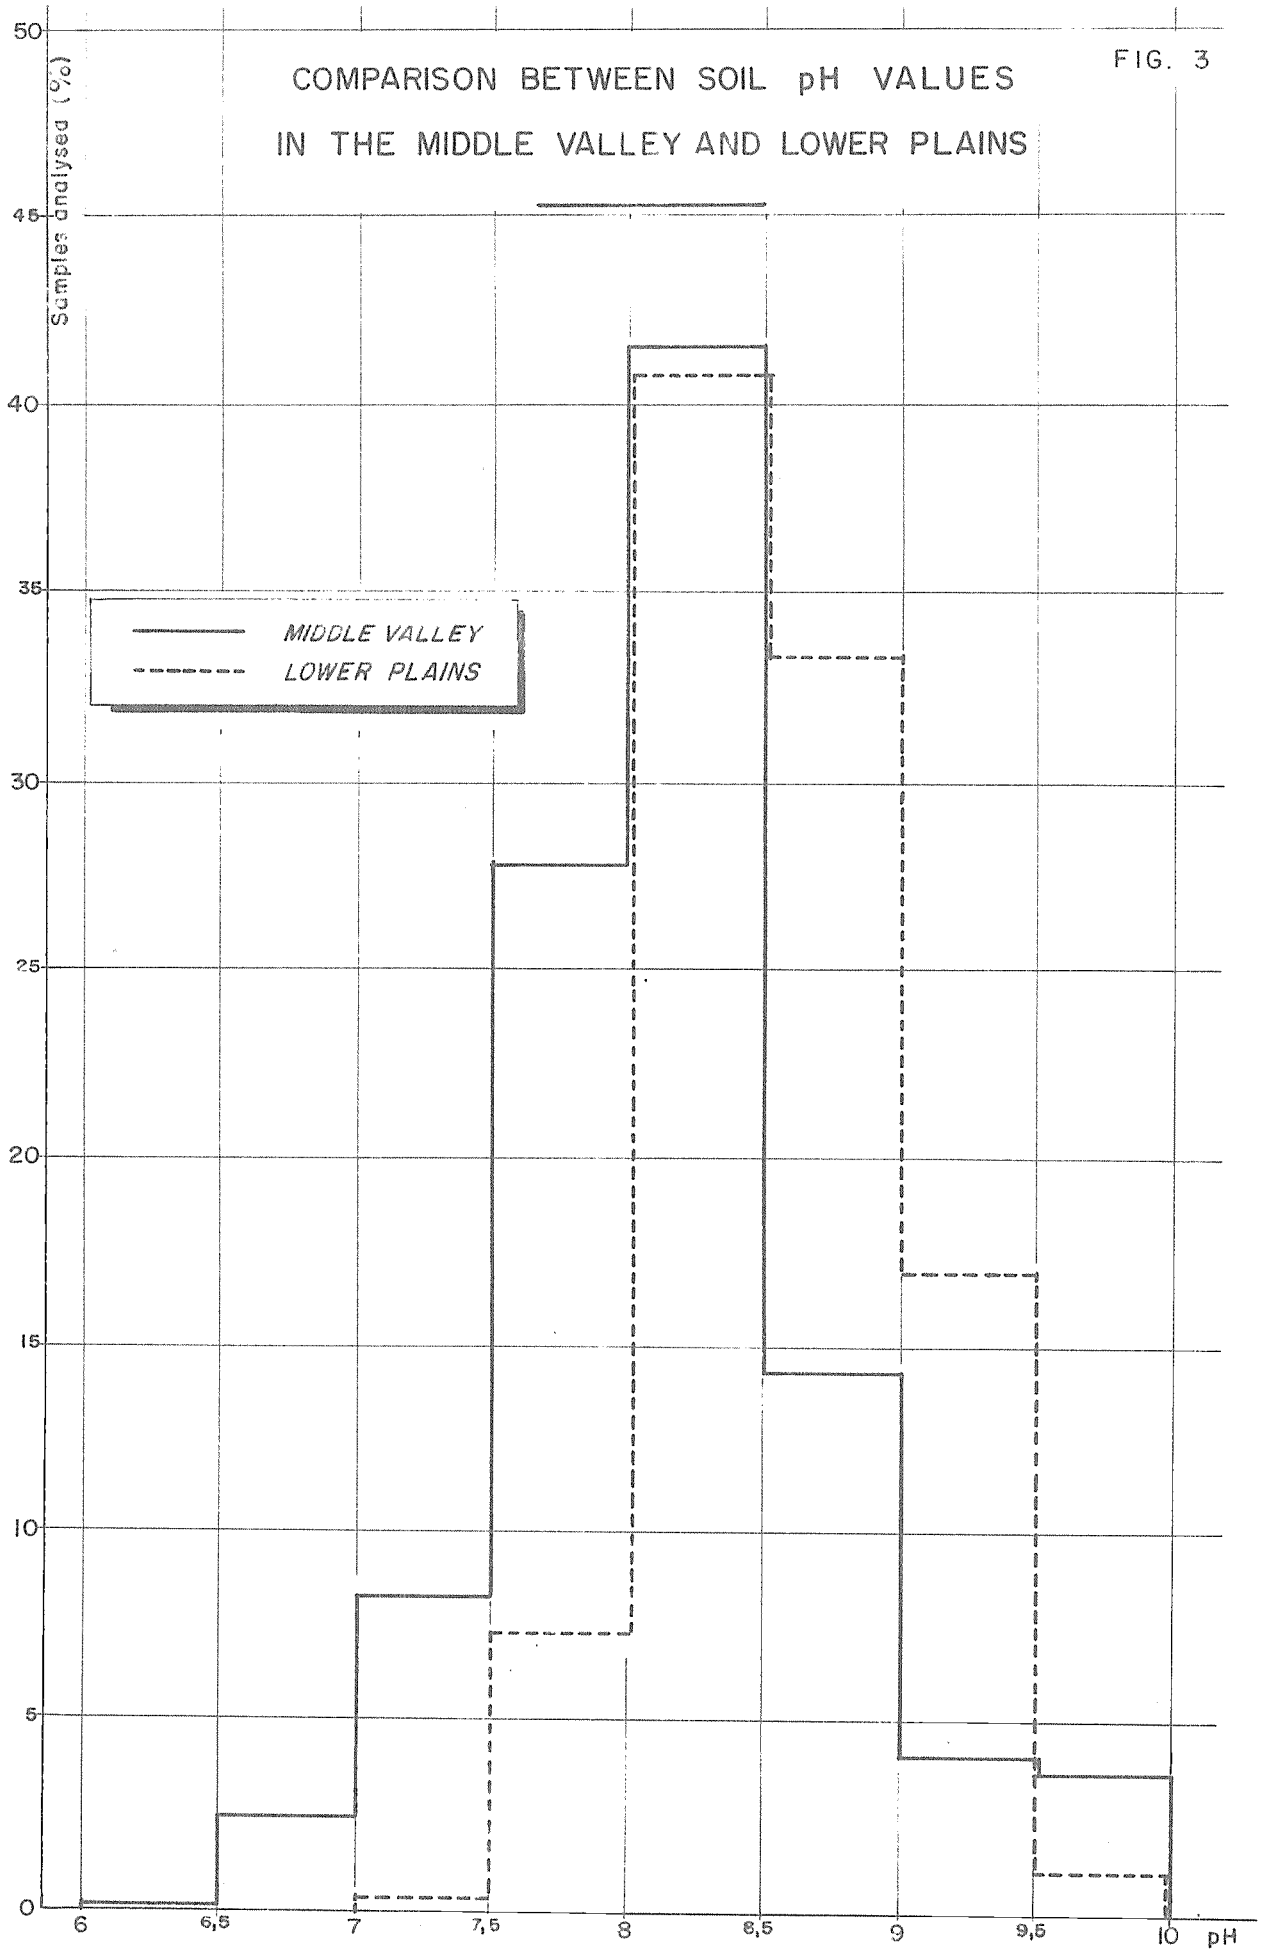 FIG. 3
COMPARISON BETWEEN SOIL pH VALUES
IN THE MIDDLE VALLEY AND LOWER PLAINS
Samples analysed (%)
50
45
40
35
30
25
20
15
10
5
0
MIDDLE VALLEY
LOWER PLAINS
6 6,5 7 7,5 8 8,5 9 9,5 10 pH